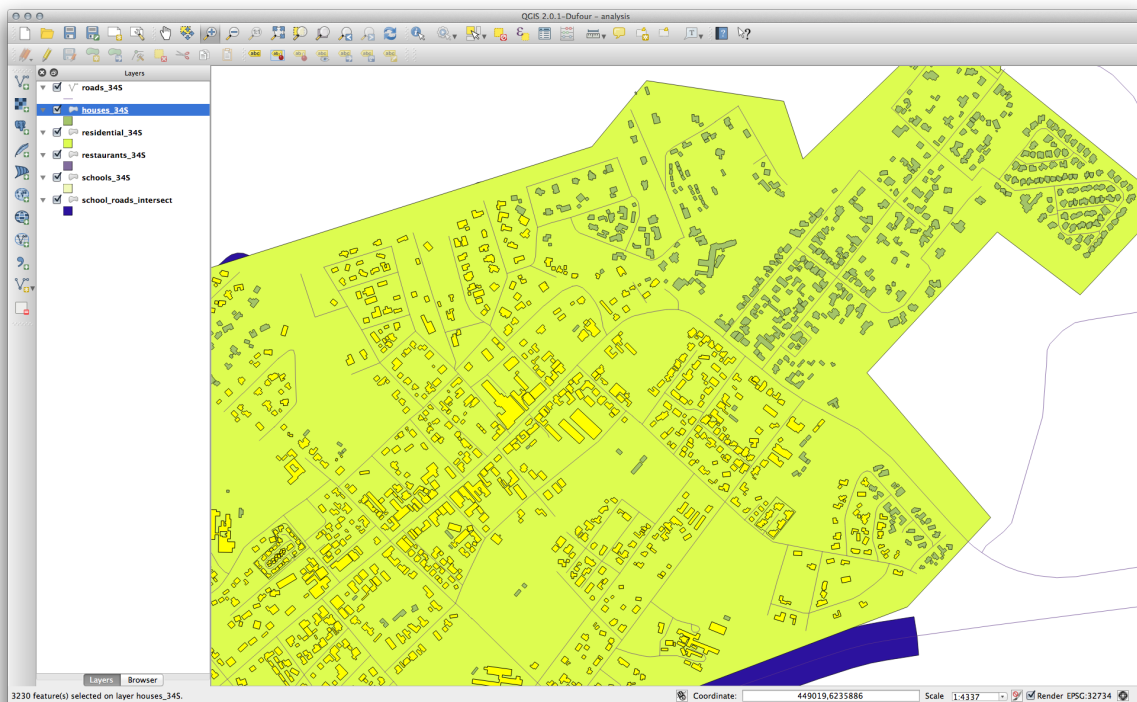 QGIS 2.0.1-Dufour - analysis
Layers
roads_34S
houses_34S
residential_34S
restaurants_34S
schools_34S
school_roads_intersect
Layers Browser
3230 feature(s) selected on layer houses_34S.
Coordinate: 449019,6235886 Scale 1:4337 Render EPSG:32734